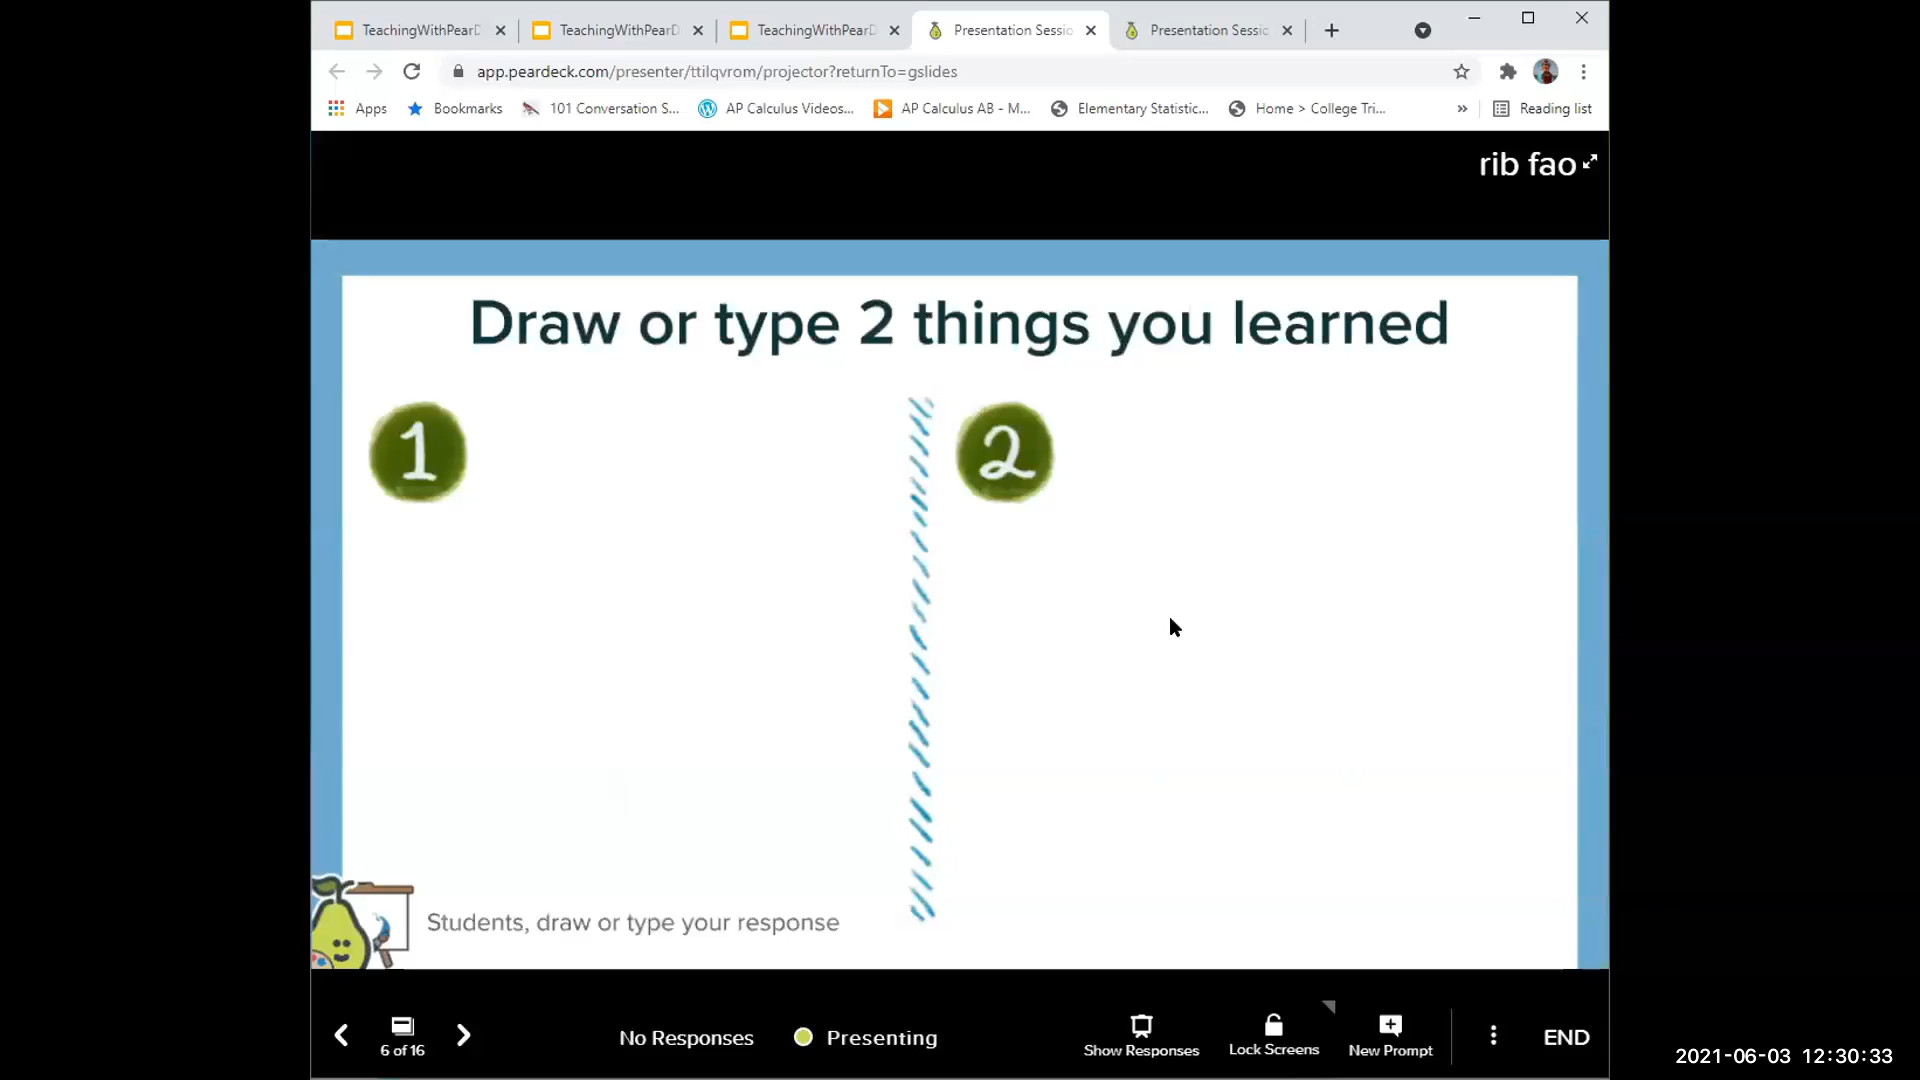 TeachingWithPearD
TeachingWithPearD
TeachingWithPearD
Presentation Sessio
Presentation Sessic
app.peardeck.com/presenter/ttilqvrom/projector?returnTo=gslides
Apps
Bookmarks
101 Conversation S...
AP Calculus Videos...
AP Calculus AB - M...
Elementary Statistic...
Home > College Tri...
»
Reading list
rib fao
Draw or type 2 things you learned
1
2
Students, draw or type your response
6 of 16
No Responses
Presenting
Show Responses
Lock Screens
New Prompt
END
2021-06-03 12:30:33